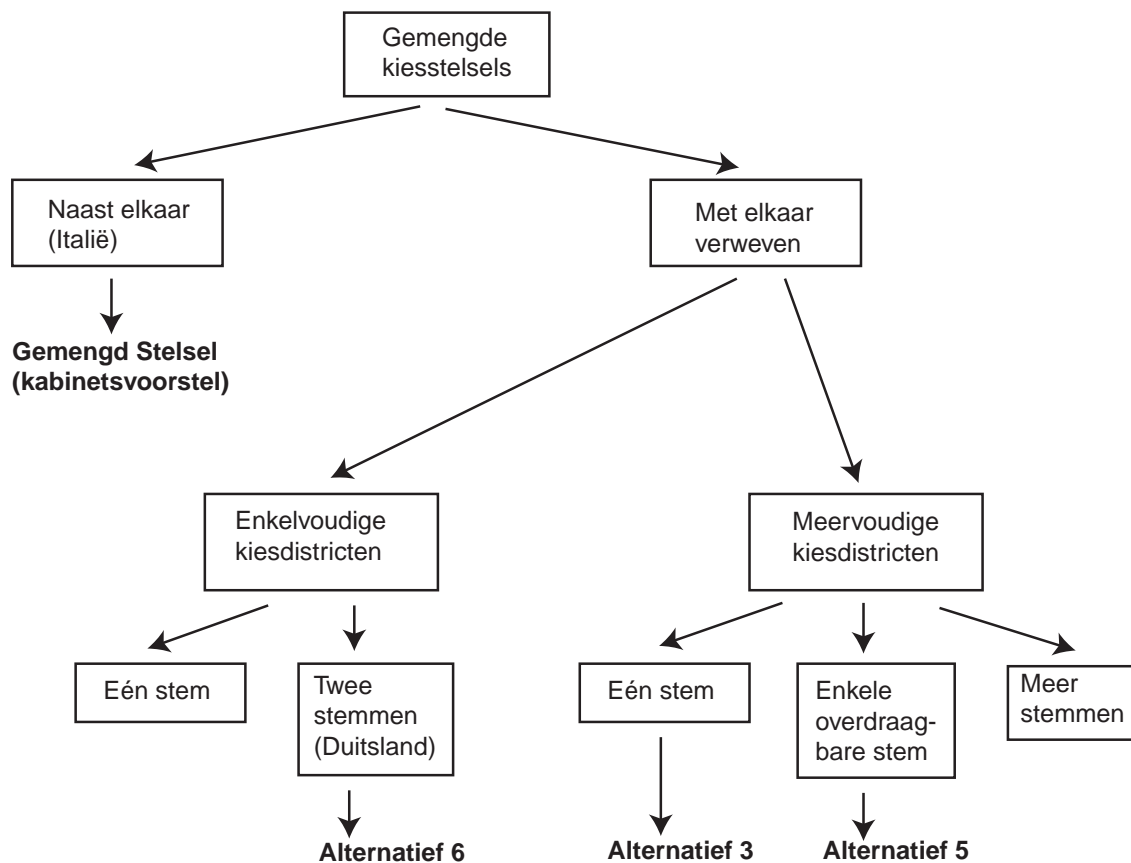 Gemengde
kiesstelsels
Naast elkaar
(Italië)
Met elkaar
verweven
Gemengd Stelsel
(kabinetsvoorstel)
Enkelvoudige
kiesdistricten
Meervoudige
kiesdistricten
Eén stem
Twee
stemmen
(Duitsland)
Eén stem
Enkele
overdraag-
bare stem
Meer
stemmen
Alternatief 6
Alternatief 3
Alternatief 5